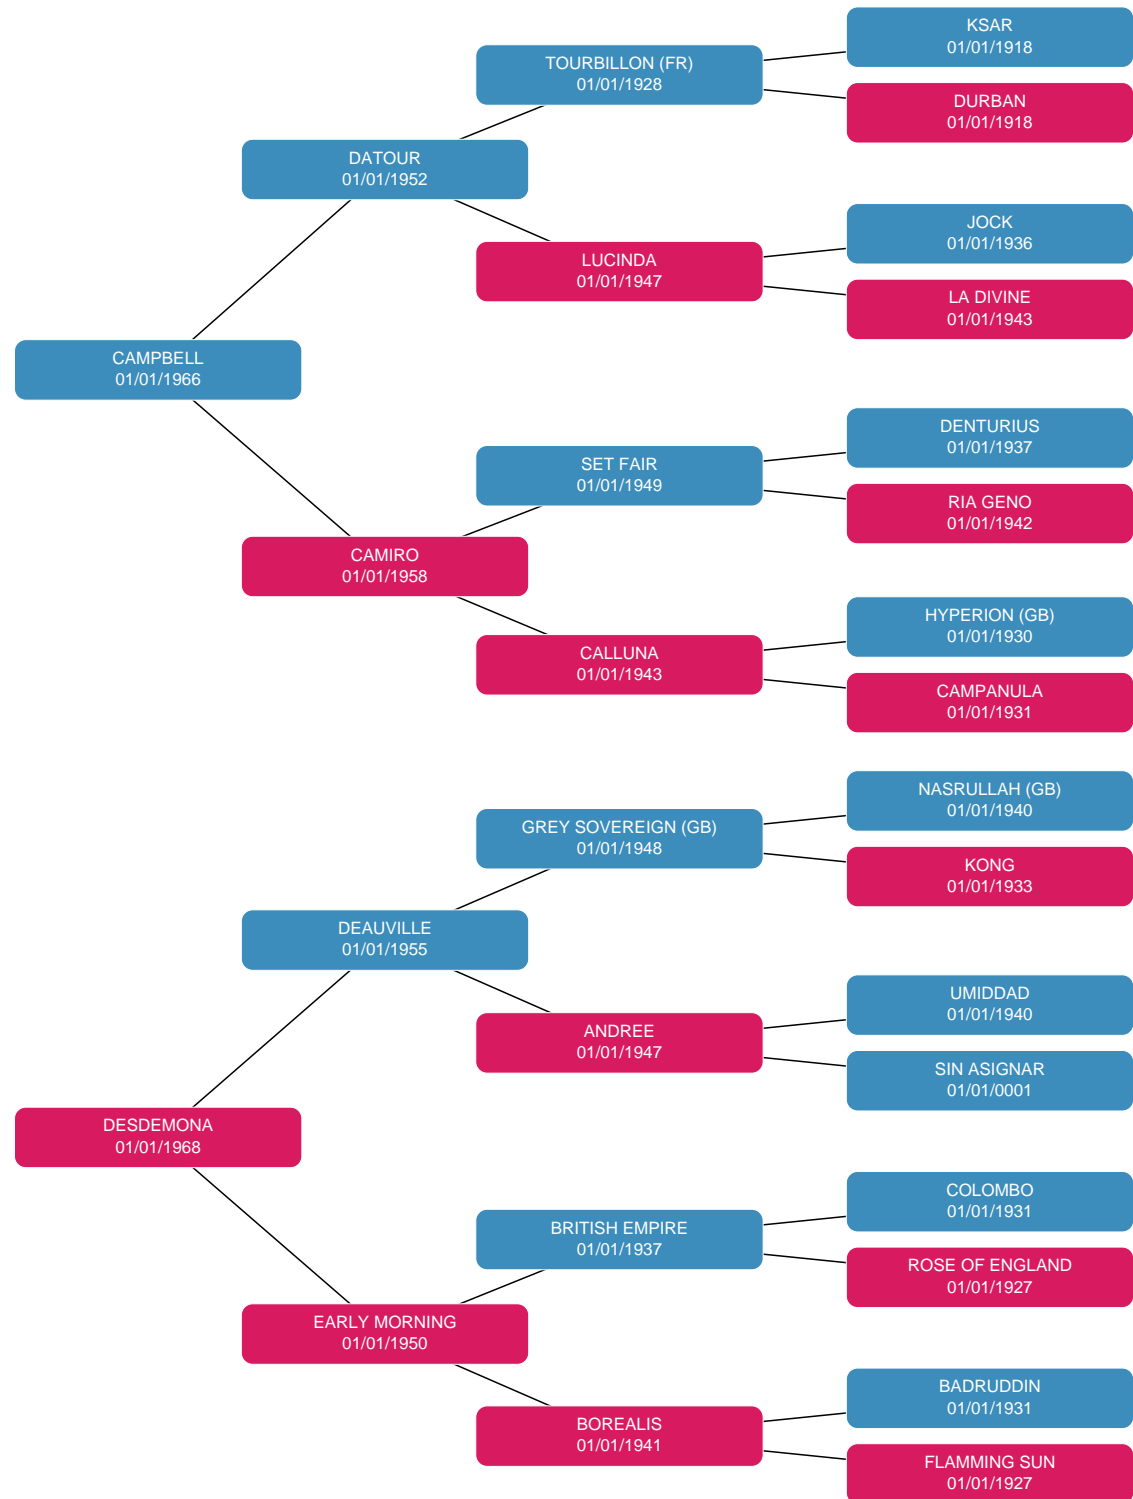 KSAR
01/01/1918
TOURBILLON (FR)
01/01/1928
DURBAN
01/01/1918
DATOUR
01/01/1952
JOCK
01/01/1936
LUCINDA
01/01/1947
LA DIVINE
01/01/1943
CAMPBELL
01/01/1966
DENTURIUS
01/01/1937
SET FAIR
01/01/1949
RIA GENO
01/01/1942
CAMIRO
01/01/1958
HYPERION (GB)
01/01/1930
CALLUNA
01/01/1943
CAMPANULA
01/01/1931
NASRULLAH (GB)
01/01/1940
GREY SOVEREIGN (GB)
01/01/1948
KONG
01/01/1933
DEAUVILLE
01/01/1955
UMIDDAD
01/01/1940
ANDREE
01/01/1947
SIN ASIGNAR
01/01/0001
DESDEMONA
01/01/1968
COLOMBO
01/01/1931
BRITISH EMPIRE
01/01/1937
ROSE OF ENGLAND
01/01/1927
EARLY MORNING
01/01/1950
BADRUDDIN
01/01/1931
BOREALIS
01/01/1941
FLAMMING SUN
01/01/1927